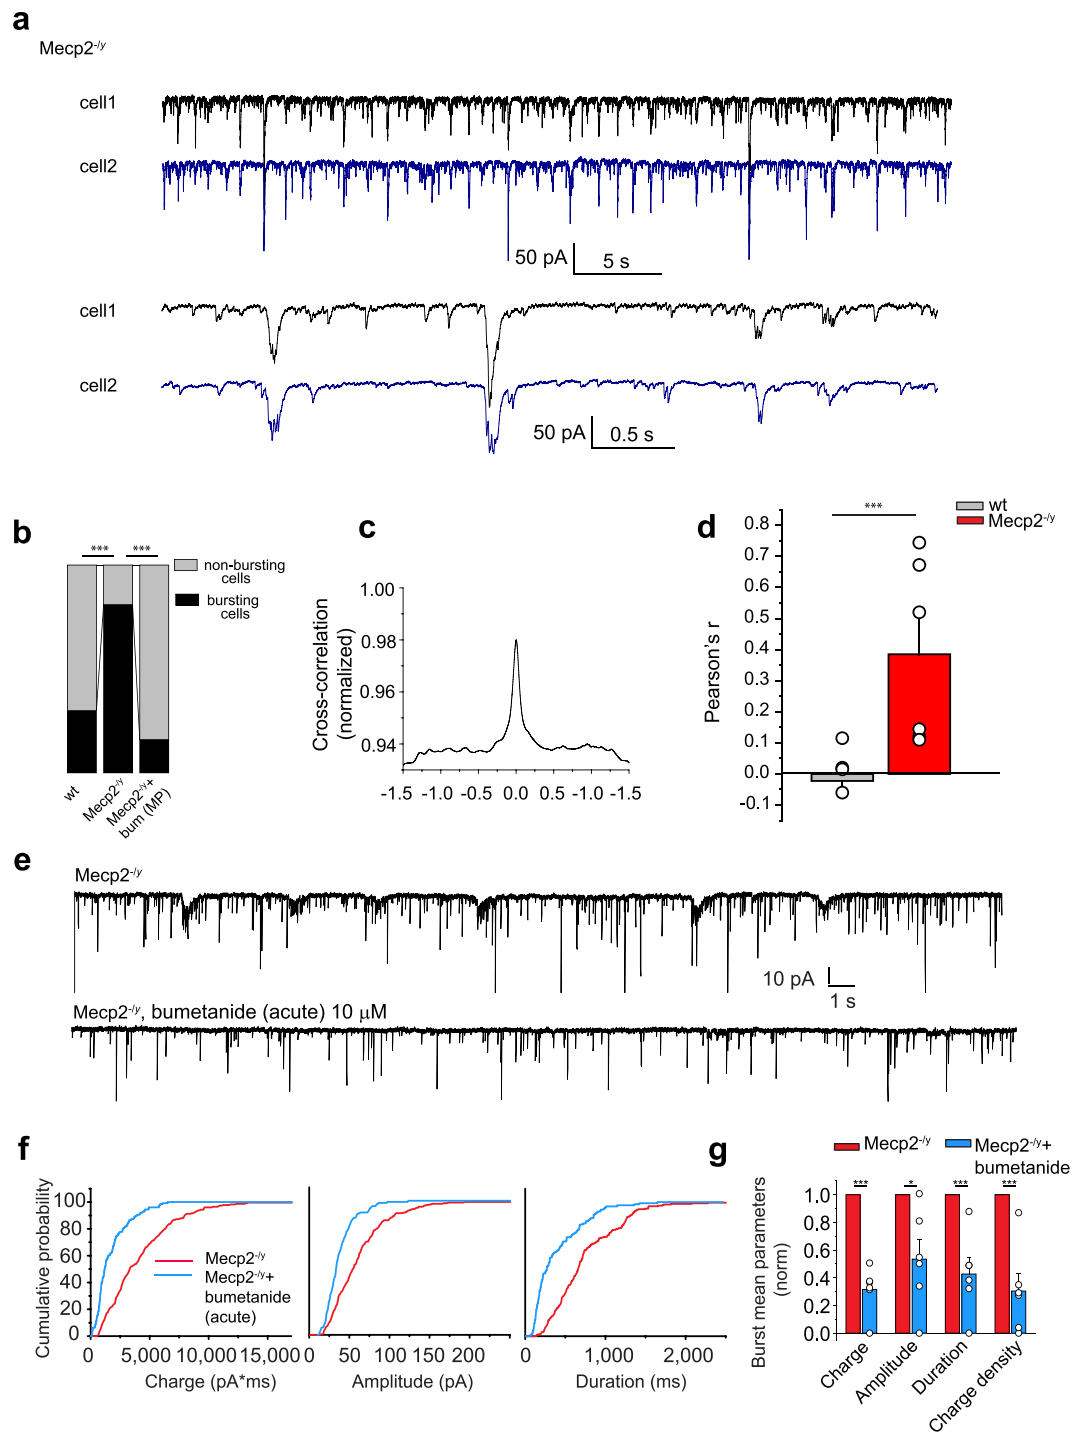 a
Mecp2-/y
cell1
cell2
50 pA
5 s
cell1
cell2
50 pA
0.5 s
b
*** ***
non-bursting
cells
bursting
cells
wt
Mecp2-/y
Mecp2-/y+
bum (MP)
c
Cross-correlation
(normalized)
1.00
0.98
0.96
0.94
-1.5 -1.0 -0.5 0.0 0.5 -1.0 -1.5
d
wt
Mecp2-/y
***
Pearson's r
0.8
0.7
0.6
0.5
0.4
0.3
0.2
0.1
0.0
-0.1
e
Mecp2-/y
10 pA
1 s
Mecp2-/y, bumetanide (acute) 10 µM
f
Cumulative probability
100
80
60
40
20
0
Mecp2-/y
Mecp2-/y+
bumetanide
(acute)
0 5,000 10,000 15,000
Charge (pA*ms)
0 50 100 150 200
Amplitude (pA)
0 1,000 2,000
Duration (ms)
g
Mecp2-/y
Mecp2-/y+
bumetanide
Burst mean parameters
(norm)
1.0
0.8
0.6
0.4
0.2
0.0
*** * *** ***
Charge
Amplitude
Duration
Charge density